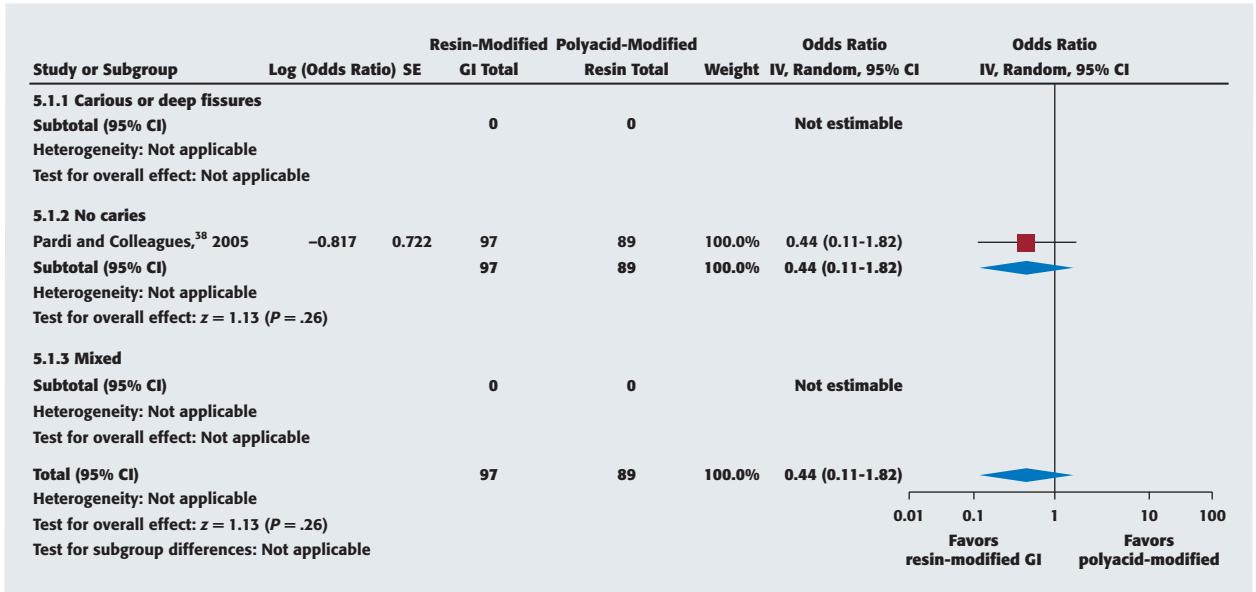 Resin-Modified Polyacid-Modified Odds Ratio Odds Ratio
Study or Subgroup Log (Odds Ratio) SE GI Total Resin Total Weight IV, Random, 95% CI IV, Random, 95% CI
5.1.1 Carious or deep fissures
Subtotal (95% CI) 0 0 Not estimable
Heterogeneity: Not applicable
Test for overall effect: Not applicable
5.1.2 No caries
Pardi and Colleagues,38 2005 –0.817 0.722 97 89 100.0% 0.44 (0.11-1.82)
Subtotal (95% CI) 97 89 100.0% 0.44 (0.11-1.82)
Heterogeneity: Not applicable
Test for overall effect: z = 1.13 (P = .26)
5.1.3 Mixed
Subtotal (95% CI) 0 0 Not estimable
Heterogeneity: Not applicable
Test for overall effect: Not applicable
Total (95% CI) 97 89 100.0% 0.44 (0.11-1.82)
Heterogeneity: Not applicable
Test for overall effect: z = 1.13 (P = .26)
Test for subgroup differences: Not applicable
0.01 0.1 1 10 100
Favors Favors
resin-modified GI polyacid-modified